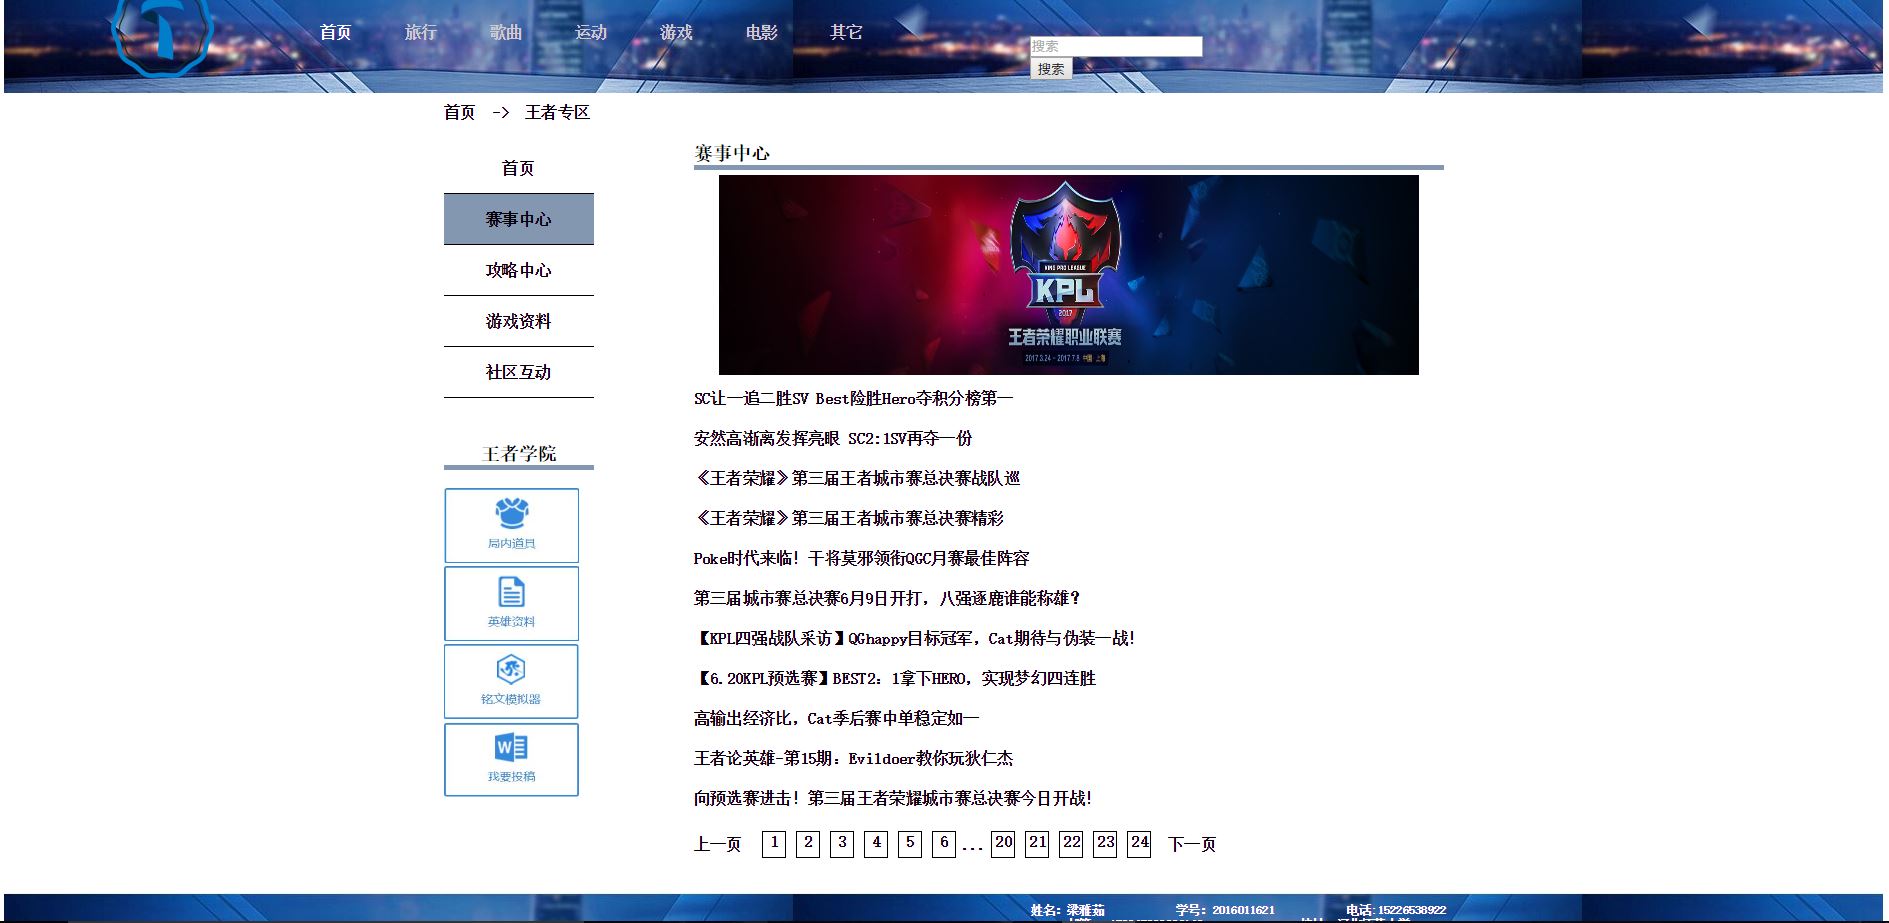 首页 旅行 歌曲 运动 游戏 电影 其它
搜索
搜索
首页 -> 王者专区
首页
赛事中心
攻略中心
游戏资料
社区互动
王者学院
局内道具
英雄资料
铭文模拟器
我要投稿
赛事中心
KING PRO LEAGUE
KPL
2017
王者荣耀职业联赛
2017.3.24 - 2017.7.8 中国·上海
SC让一追二胜SV Best险胜Hero夺积分榜第一
安然高渐离发挥亮眼 SC2:1SV再夺一份
《王者荣耀》第三届王者城市赛总决赛战队巡
《王者荣耀》第三届王者城市赛总决赛精彩
Poke时代来临！干将莫邪领衔QGC月赛最佳阵容
第三届城市赛总决赛6月9日开打，八强逐鹿谁能称雄？
【KPL四强战队采访】QGhappy目标冠军，Cat期待与伪装一战！
【6.20KPL预选赛】BEST2：1拿下HERO，实现梦幻四连胜
高输出经济比，Cat季后赛中单稳定如一
王者论英雄-第15期：Evildoer教你玩狄仁杰
向预选赛进击！第三届王者荣耀城市赛总决赛今日开战！
上一页 1 2 3 4 5 6 ... 20 21 22 23 24 下一页
姓名：梁雅茹 学号：2016011621 电话:15226538922